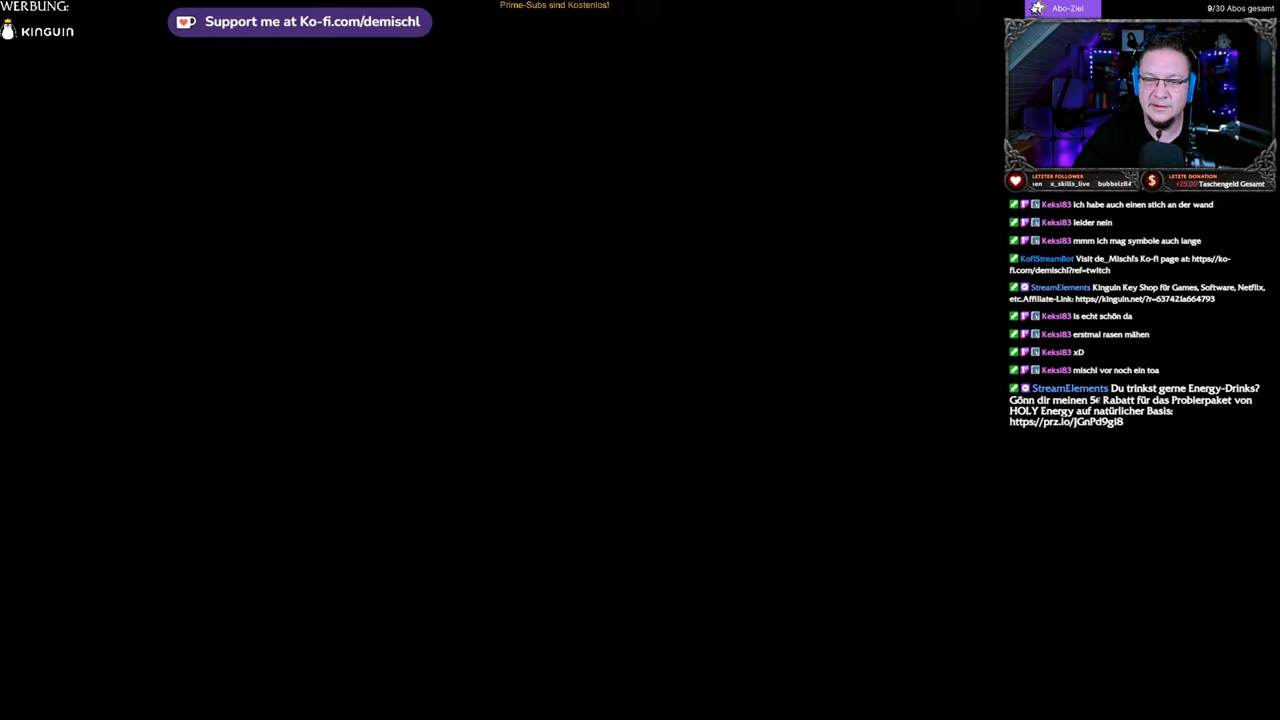 WERBUNG:
KINGUIN
Support me at Ko-fi.com/demischl
Prime-Subs sind Kostenlos!
Abo-Ziel
9/30 Abos gesamt
LETZTER FOLLOWER
x_skills_live bubbelz84
LETZTE DONATION
Taschengeld Gesamt
Keksi83 ich habe auch einen stich an der wand
Keksi83 leider nein
Keksi83 mmm ich mag symbole auch lange
KofiStreamBot Visit de_Mischl's Ko-fi page at: https://ko-
fi.com/demischl?ref=twitch
StreamElements Kinguin Key Shop für Games, Software, Netflix,
etc.Affiliate-Link: https://kinguin.net/?r=637421a664793
Keksi83 is echt schön da
Keksi83 erstmal rasen mähen
Keksi83 xD
Keksi83 mischl vor noch ein toa
StreamElements Du trinkst gerne Energy-Drinks?
Gönn dir meinen 5€ Rabatt für das Probierpaket von
HOLY Energy auf natürlicher Basis:
https://prz.io/JGnPd9gi8